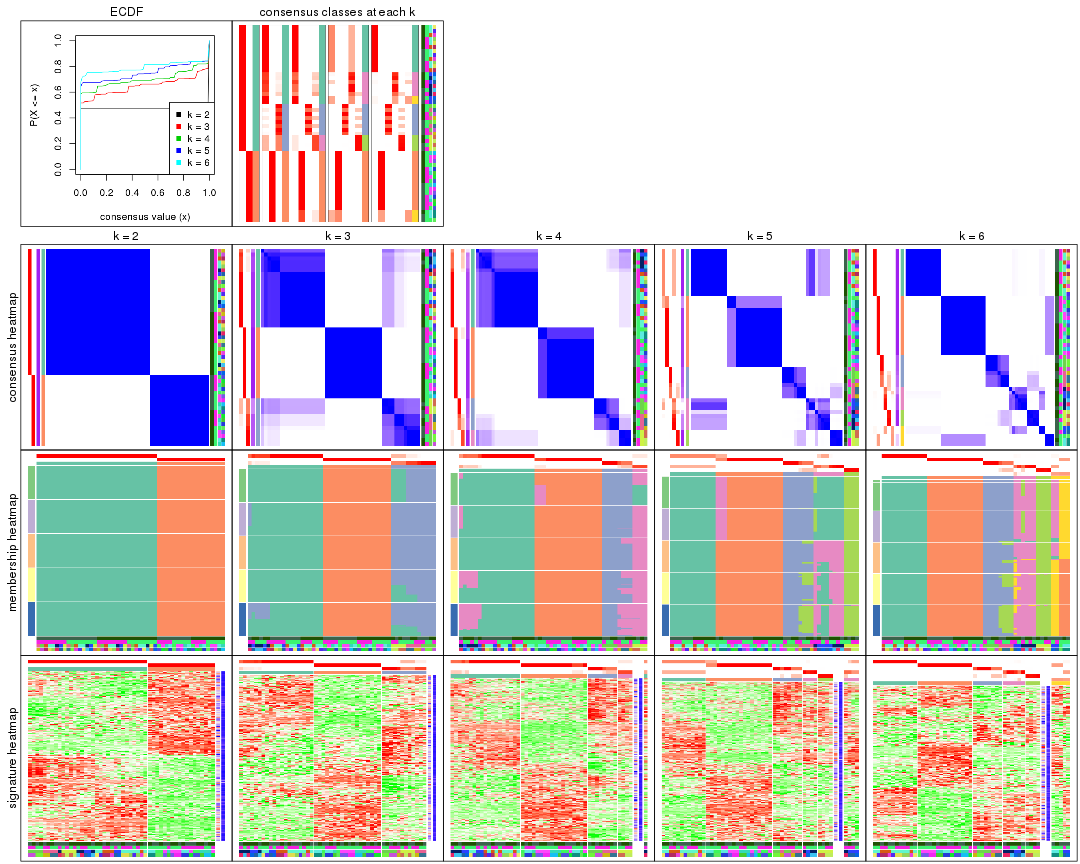 ECDF
consensus classes at each k
P(X <= x)
0.0 0.2 0.4 0.6 0.8 1.0
k = 2
k = 3
k = 4
k = 5
k = 6
0.0 0.2 0.4 0.6 0.8 1.0
consensus value (x)
k = 2
k = 3
k = 4
k = 5
k = 6
consensus heatmap
membership heatmap
signature heatmap